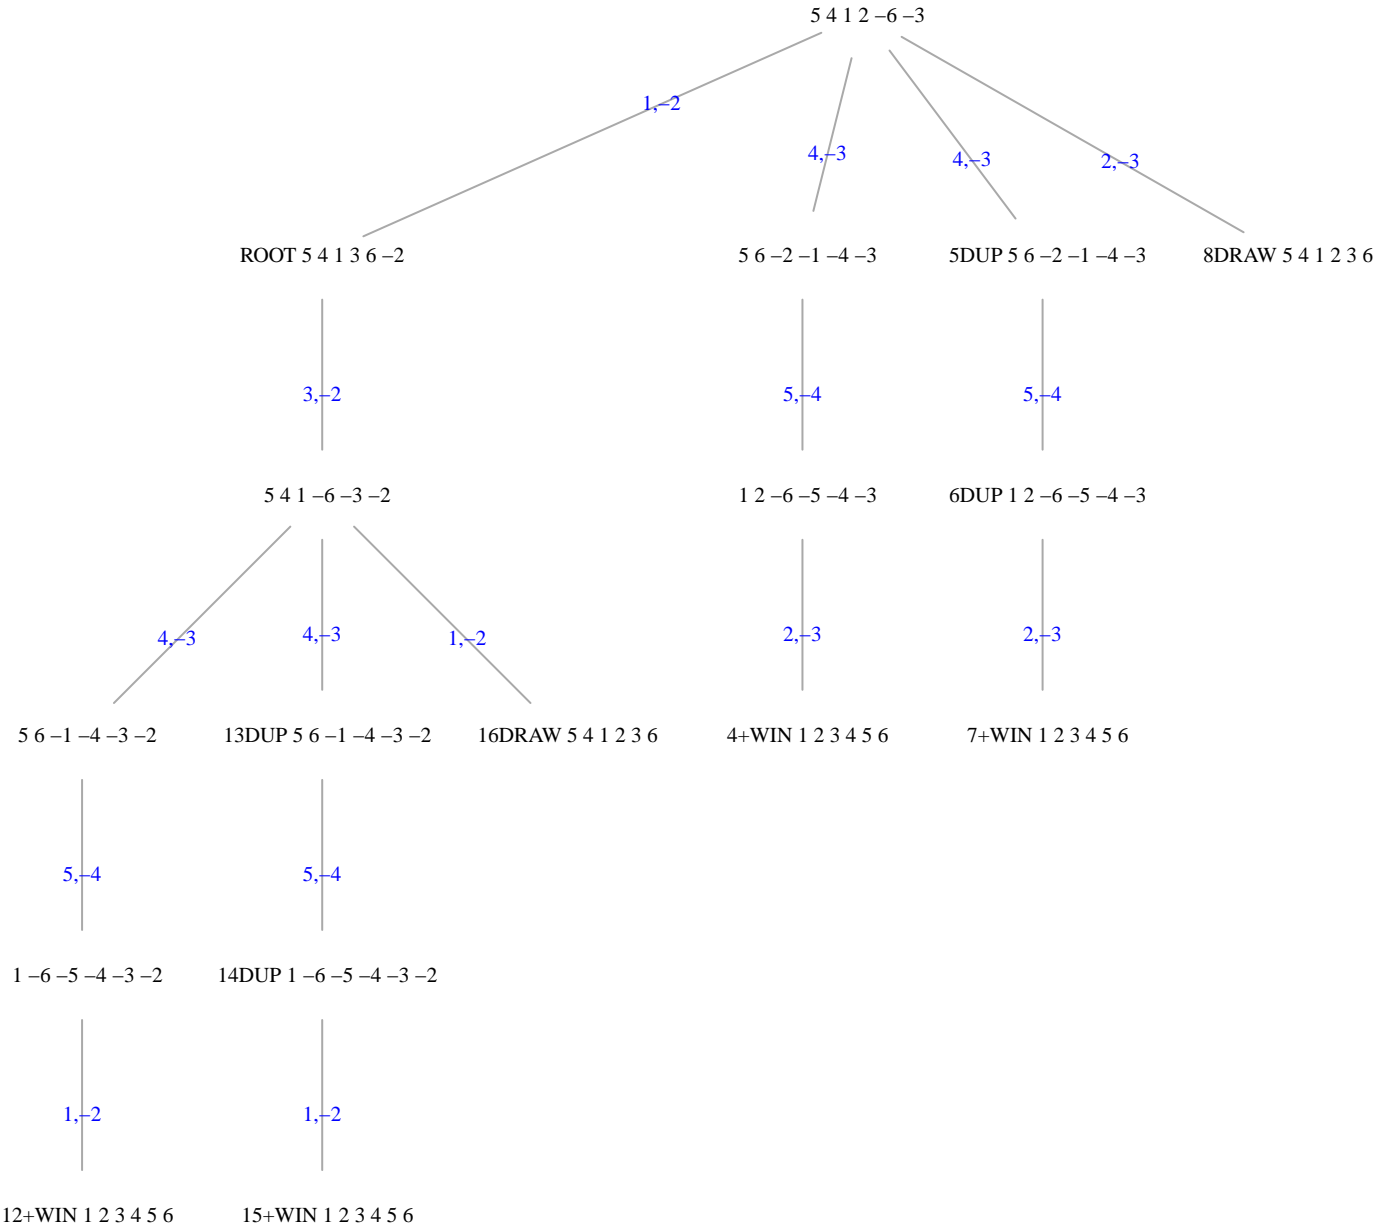 5 4 1 2 –6 –3
1,–2
4,–3
4,–3
2,–3
ROOT 5 4 1 3 6 –2
5 6 –2 –1 –4 –3
5DUP 5 6 –2 –1 –4 –3
8DRAW 5 4 1 2 3 6
3,–2
5,–4
5,–4
5 4 1 –6 –3 –2
1 2 –6 –5 –4 –3
6DUP 1 2 –6 –5 –4 –3
4,–3
4,–3
1,–2
2,–3
2,–3
5 6 –1 –4 –3 –2
13DUP 5 6 –1 –4 –3 –2
16DRAW 5 4 1 2 3 6
4+WIN 1 2 3 4 5 6
7+WIN 1 2 3 4 5 6
5,–4
5,–4
1 –6 –5 –4 –3 –2
14DUP 1 –6 –5 –4 –3 –2
1,–2
1,–2
12+WIN 1 2 3 4 5 6
15+WIN 1 2 3 4 5 6